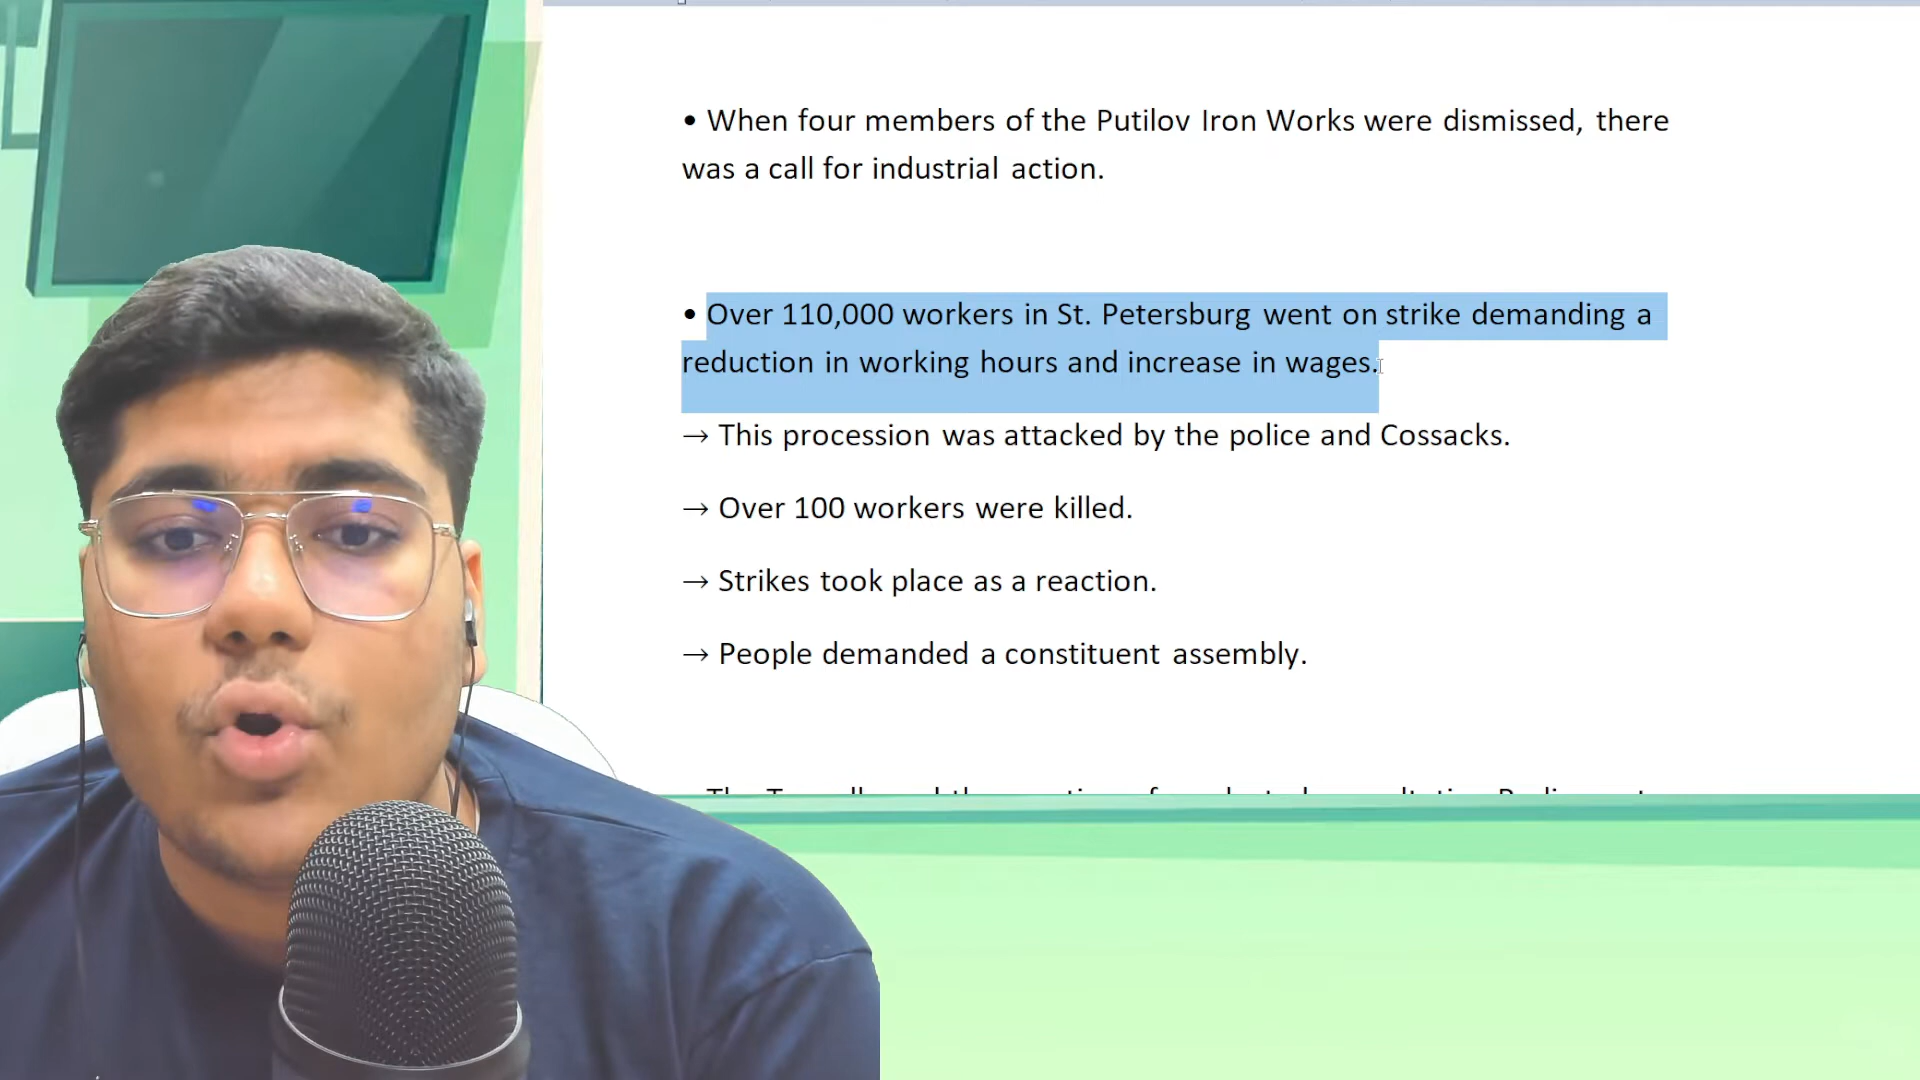 • When four members of the Putilov Iron Works were dismissed, there
was a call for industrial action.
• Over 110,000 workers in St. Petersburg went on strike demanding a
reduction in working hours and increase in wages.
→ This procession was attacked by the police and Cossacks.
→ Over 100 workers were killed.
→ Strikes took place as a reaction.
→ People demanded a constituent assembly.